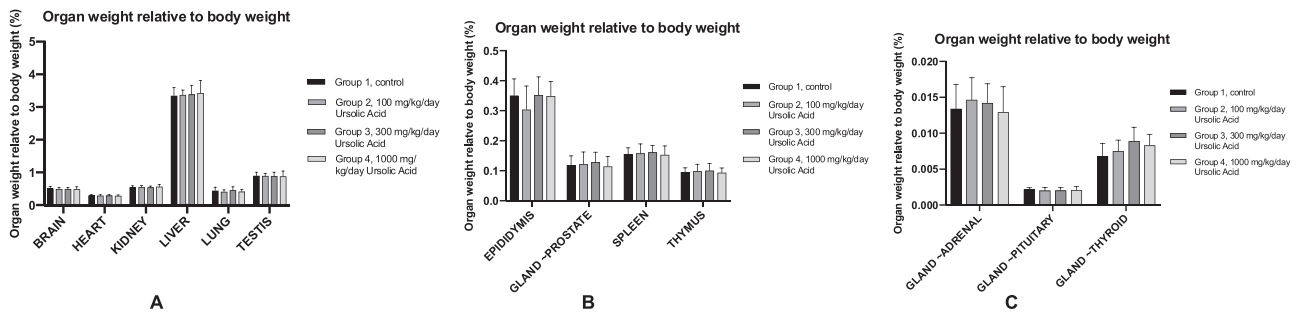 Organ weight relative to body weight
Organ weight relatve to body weight (%)
5
4
3
2
1
0
BRAIN
HEART
KIDNEY
LIVER
LUNG
TESTIS
Group 1, control
Group 2, 100 mg/kg/day
Ursolic Acid
Group 3, 300 mg/kg/day
Ursolic Acid
Group 4, 1000 mg/
kg/day Ursolic Acid
A
Organ weight relative to body weight
Organ weight relatve to body weight (%)
0.5
0.4
0.3
0.2
0.1
0.0
EPIDIDYMIS
GLAND –PROSTATE
SPLEEN
THYMUS
Group 1, control
Group 2, 100 mg/kg/day
Ursolic Acid
Group 3, 300 mg/kg/day
Ursolic Acid
Group 4, 1000 mg/kg/day
Ursolic Acid
B
Organ weight relative to body weight
Organ weight relatve to body weight (%)
0.020
0.015
0.010
0.005
0.000
GLAND –ADRENAL
GLAND –PITUITARY
GLAND –THYROID
Group 1, control
Group 2, 100 mg/kg/day
Ursolic Acid
Group 3, 300 mg/kg/day
Ursolic Acid
Group 4, 1000 mg/kg/day
Ursolic Acid
C